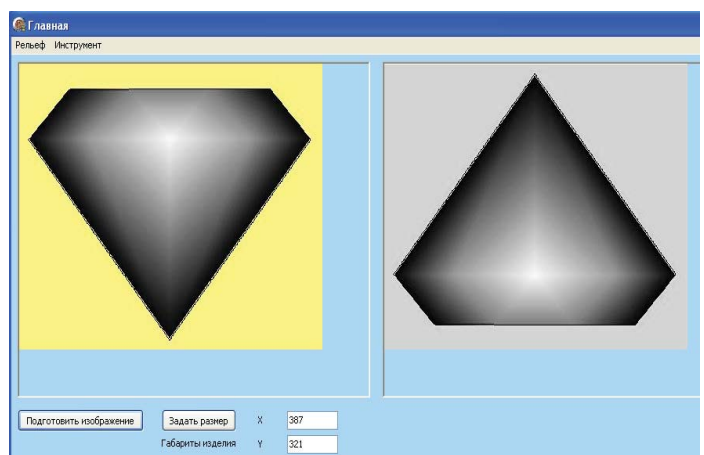 Главная
Рельеф Инструмент
Подготовить изображение Задать размер X 387
Габариты изделия Y 321